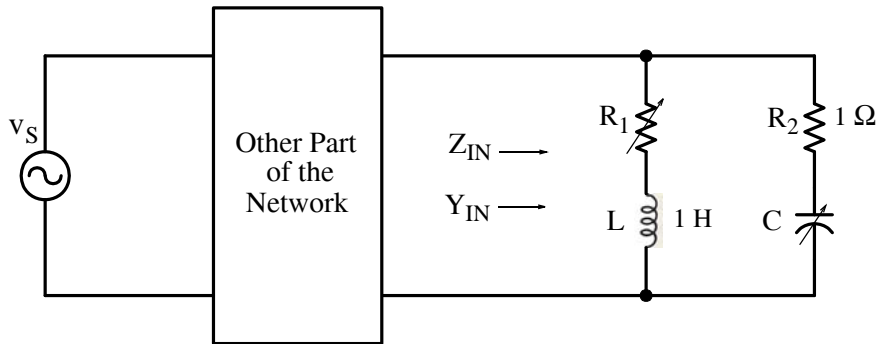 v_S
Other Part
of the
Network
Z_IN
Y_IN
R_1
L
1 H
R_2
1 Ω
C